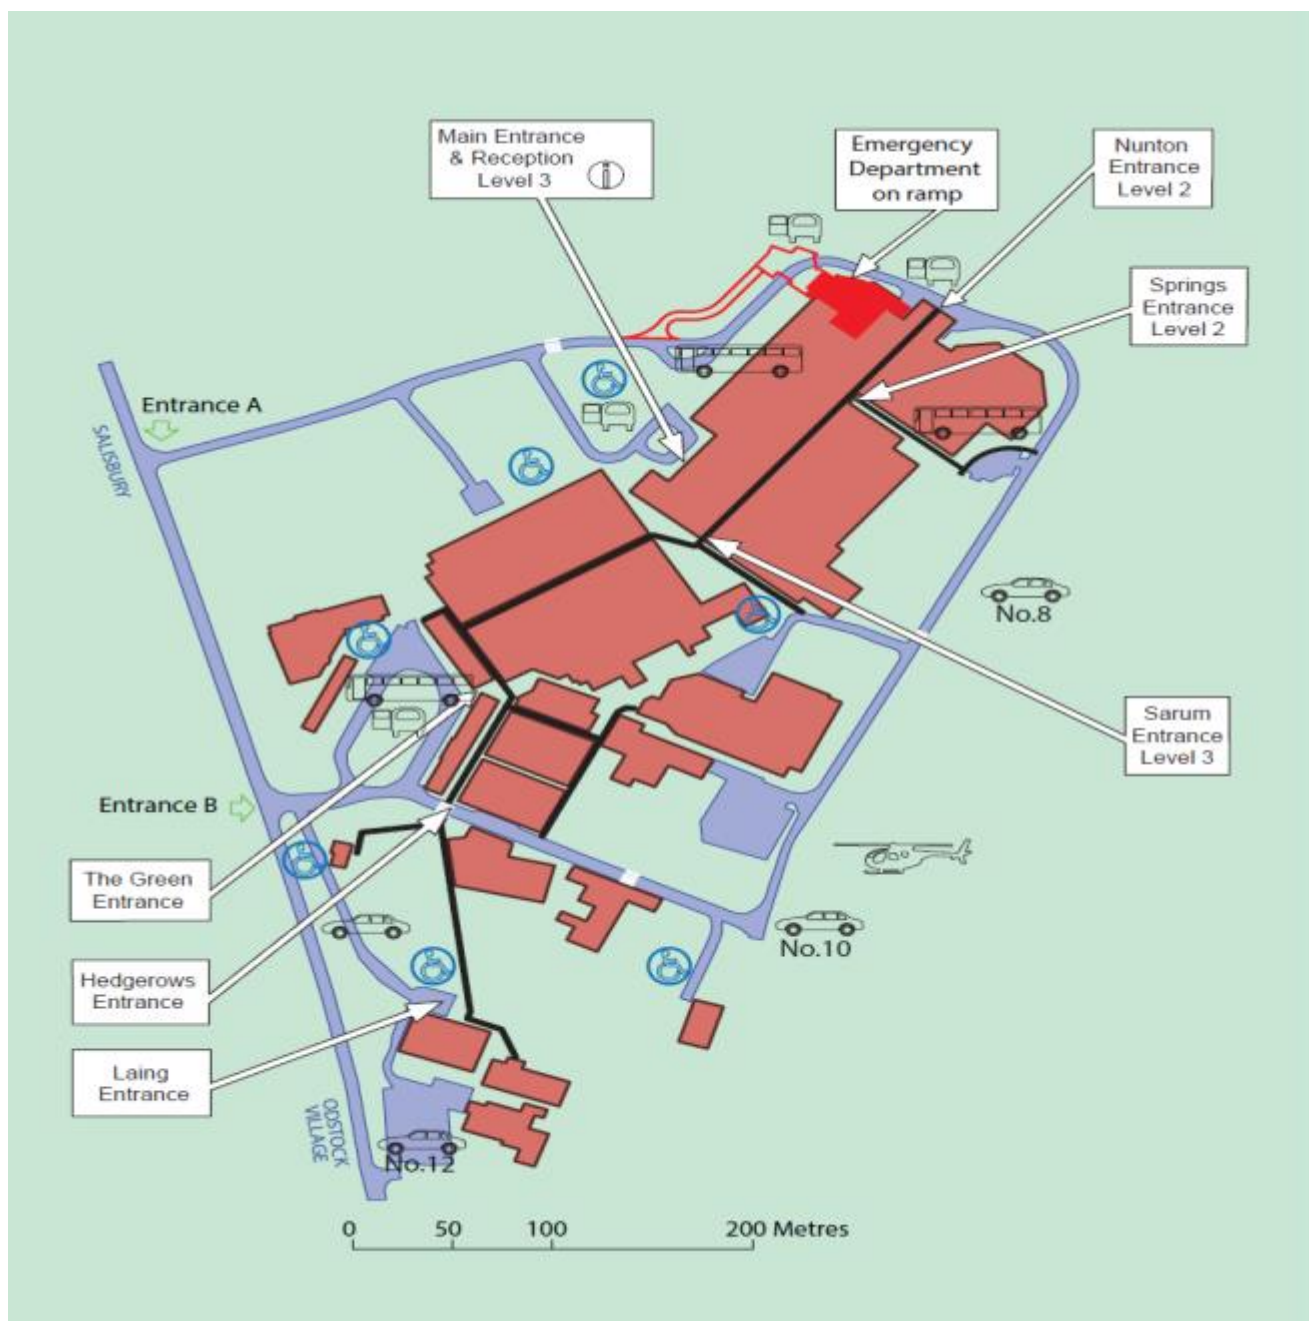 Main Entrance
& Reception
Level 3
i
Emergency
Department
on ramp
Nunton
Entrance
Level 2
Springs
Entrance
Level 2
Entrance A
SALISBURY
No.8
Sarum
Entrance
Level 3
Entrance B
The Green
Entrance
No.10
Hedgerows
Entrance
Laing
Entrance
ODSTOCK
VILLAGE
No.12
0 50 100 200 Metres